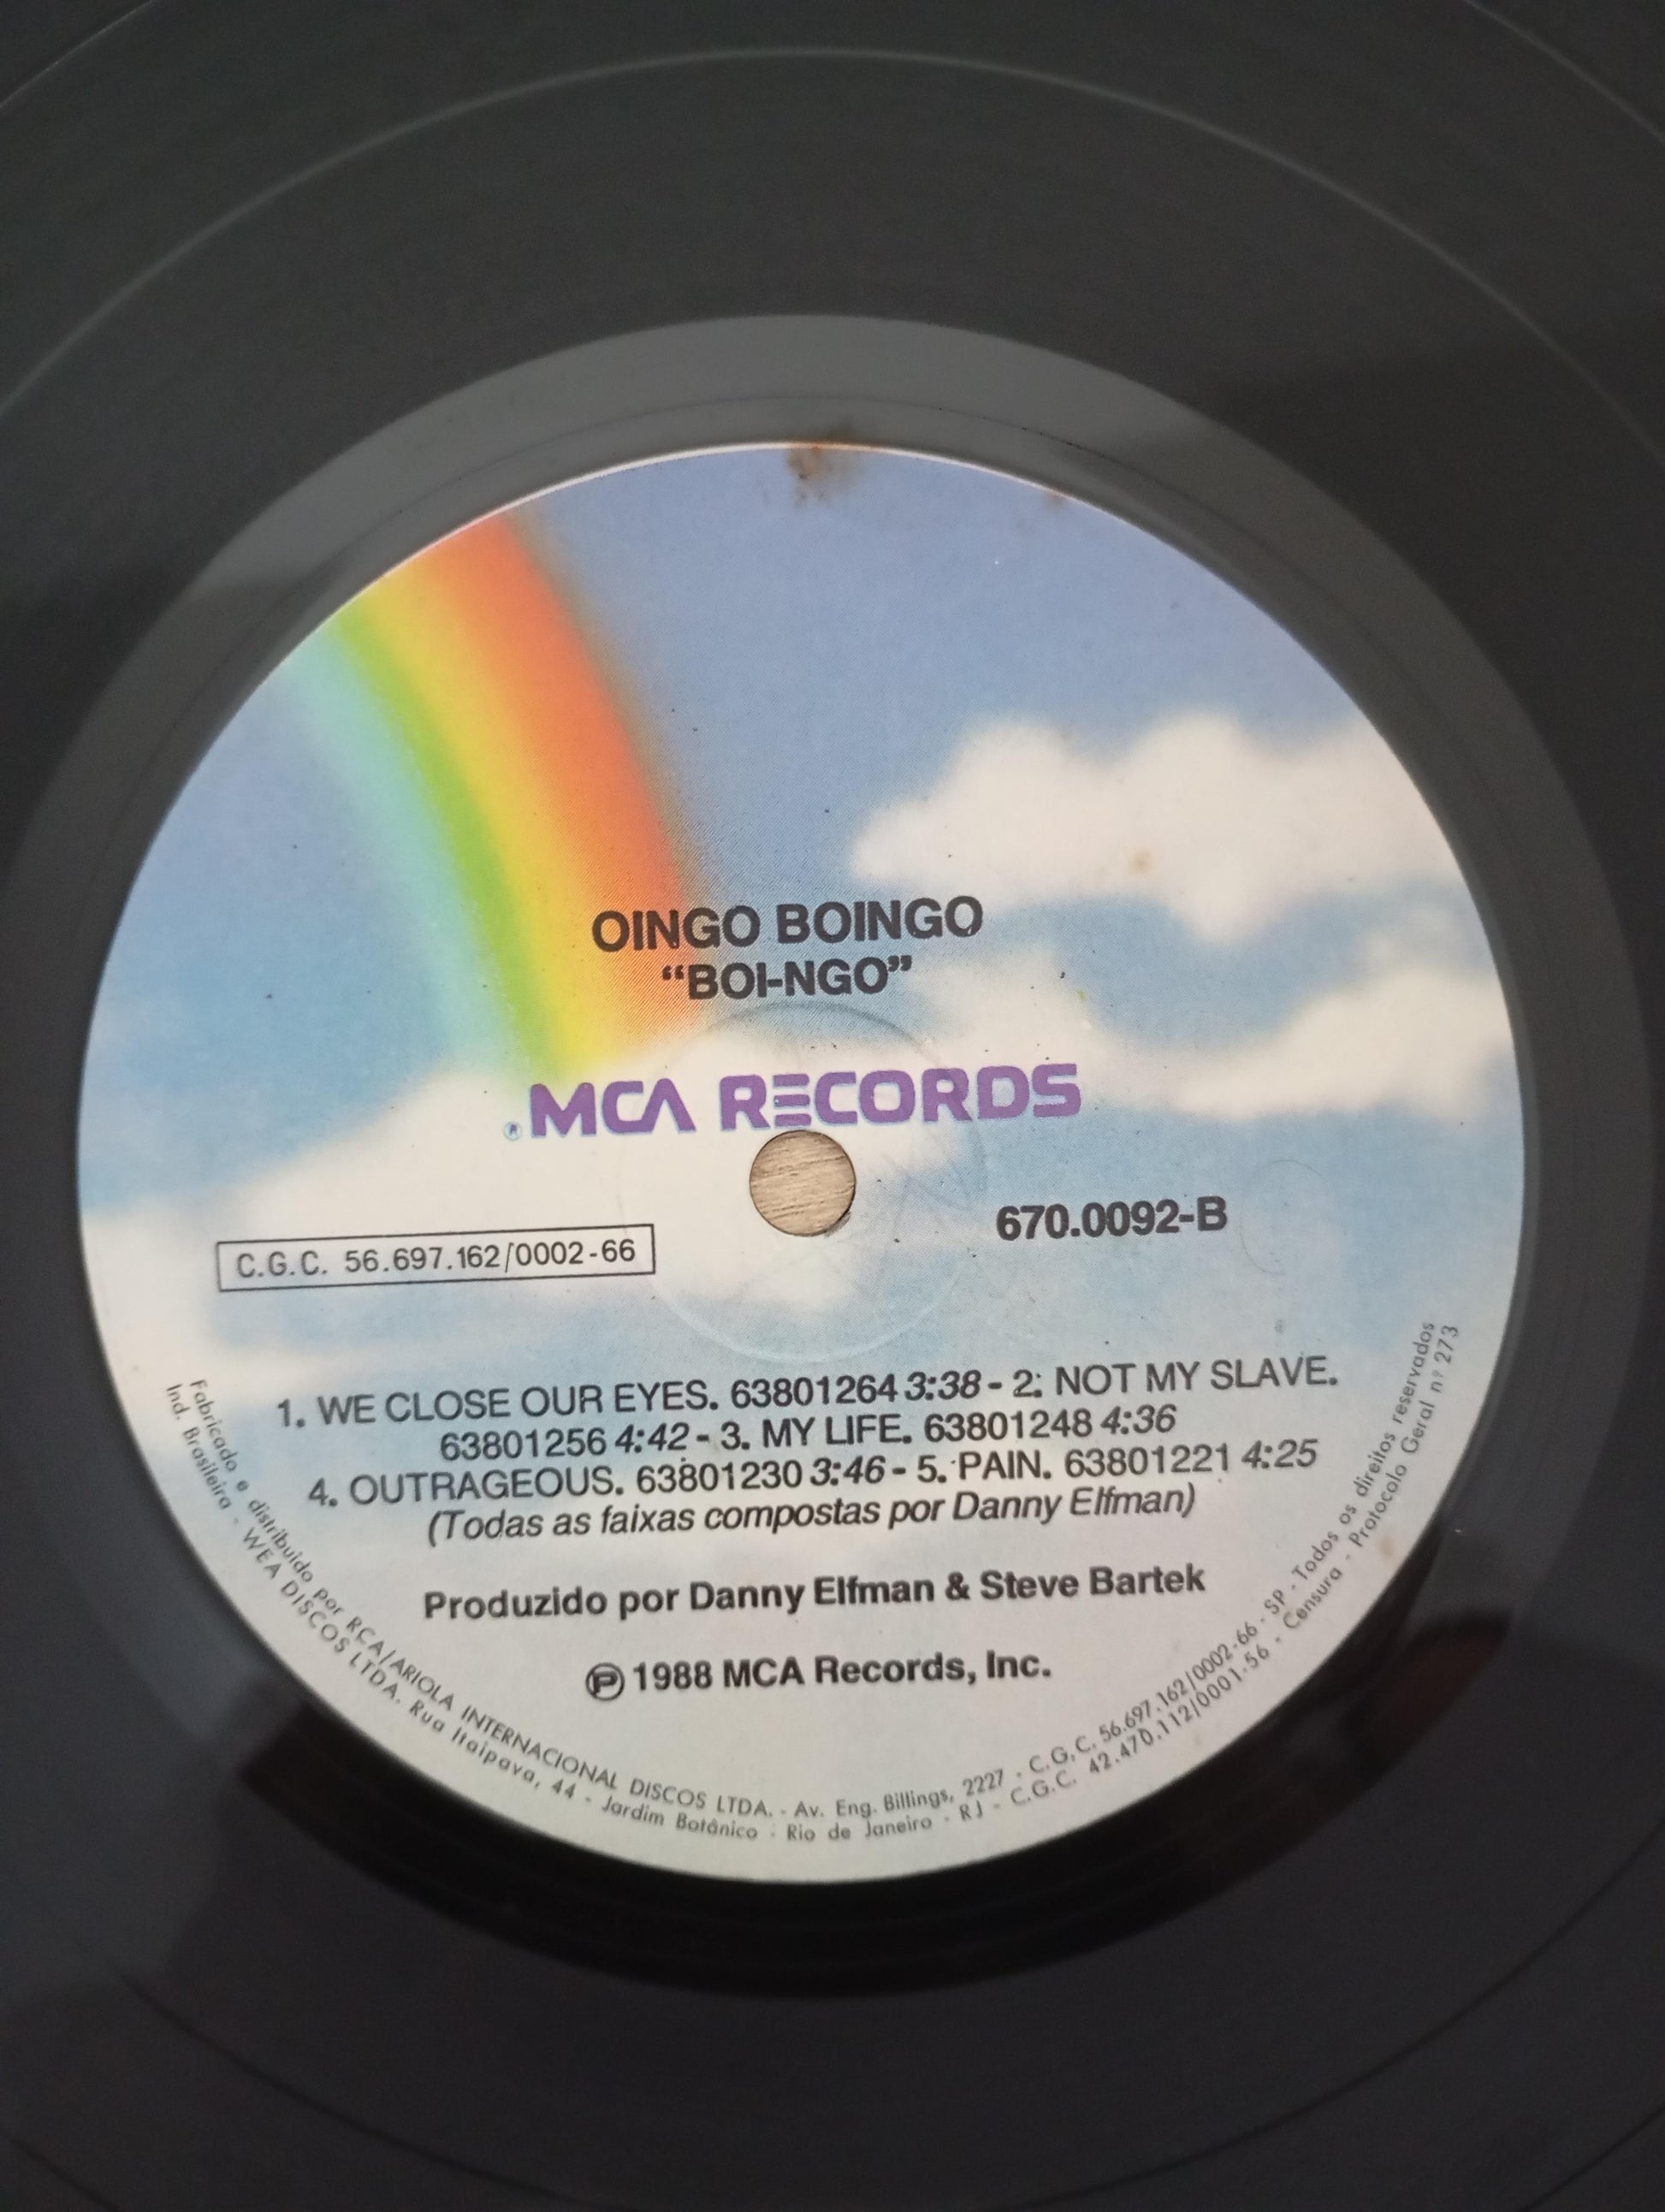 OINGO BOINGO
“BOI-NGO”
® MCA RECORDS
670.0092-B
C.G.C. 56.697.162/0002-66
1. WE CLOSE OUR EYES. 63801264 3:38 - 2. NOT MY SLAVE.
63801256 4:42 - 3. MY LIFE. 63801248 4:36
4. OUTRAGEOUS. 63801230 3:46 - 5. PAIN. 63801221 4:25
(Todas as faixas compostas por Danny Elfman)
Produzido por Danny Elfman & Steve Bartek
℗ 1988 MCA Records, Inc.
Fabricado e distribuido por RCA/ARIOLA INTERNACIONAL DISCOS LTDA. - Av. Eng. Billings, 2227 - C.G.C. 56.697.162/0002-66 - SP - Todos os direitos reservados
Ind. Brasileira - WEA DISCOS LTDA. Rua Itaipava, 44 - Jardim Botânico - Rio de Janeiro - RJ - C.G.C. 42.470.112/0001-56 - Censura - Protocolo Geral nº 273